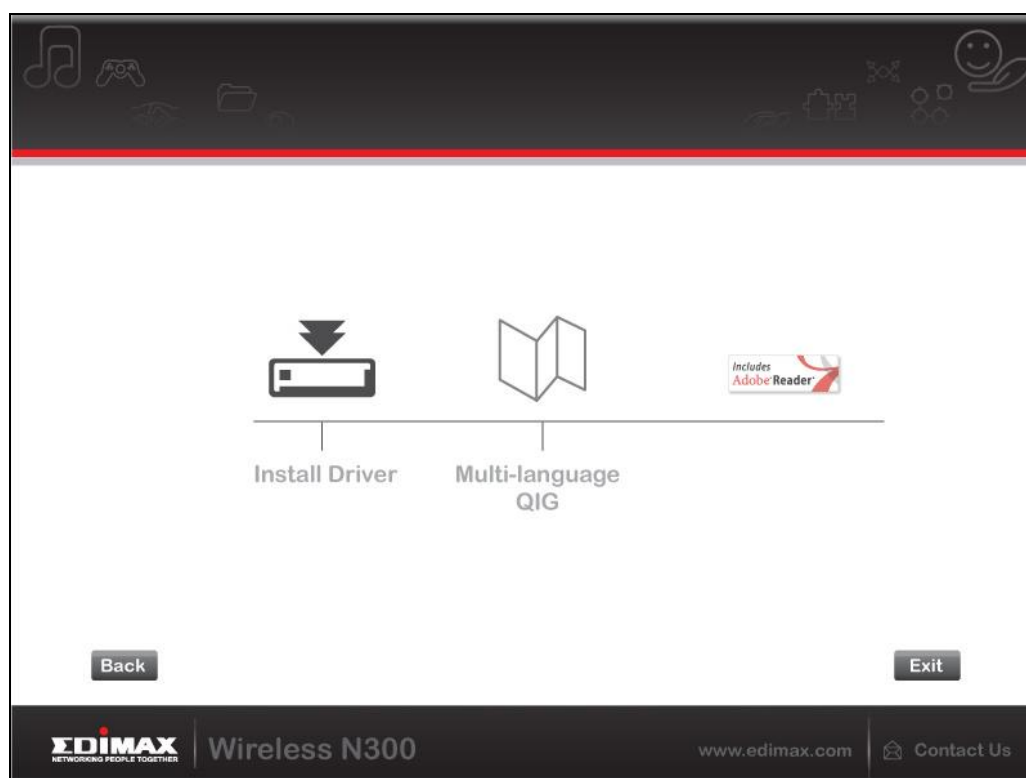 Includes
Adobe Reader
Install Driver
Multi-language
QIG
Back
Exit
EDIMAX
NETWORKING PEOPLE TOGETHER
Wireless N300
www.edimax.com
Contact Us